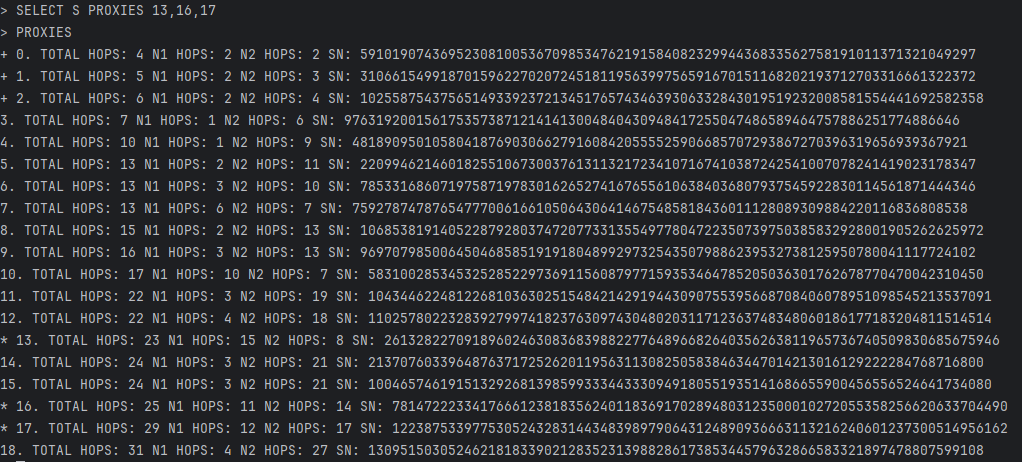 > SELECT S PROXIES 13,16,17
> PROXIES
+ 0. TOTAL HOPS: 4 N1 HOPS: 2 N2 HOPS: 2 SN: 59101907436952308100536709853476219158408232994436833562758191011371321049297
+ 1. TOTAL HOPS: 5 N1 HOPS: 2 N2 HOPS: 3 SN: 31066154991870159622702072451811956399756591670151168202193712703316661322372
+ 2. TOTAL HOPS: 6 N1 HOPS: 2 N2 HOPS: 4 SN: 102558754375651493392372134517657434639306332843019519232008581554441692582358
3. TOTAL HOPS: 7 N1 HOPS: 1 N2 HOPS: 6 SN: 97631920015617535738712141413004840430948417255047486589464757886251774886646
4. TOTAL HOPS: 10 N1 HOPS: 1 N2 HOPS: 9 SN: 48189095010580418769030662791608420555525906685707293867270396319656939367921
5. TOTAL HOPS: 13 N1 HOPS: 2 N2 HOPS: 11 SN: 22099462146018255106730037613113217234107167410387242541007078241419023178347
6. TOTAL HOPS: 13 N1 HOPS: 3 N2 HOPS: 10 SN: 78533168607197587197830162652741676556106384036807937545922830114561871444346
7. TOTAL HOPS: 13 N1 HOPS: 6 N2 HOPS: 7 SN: 7592787478765477700616610506430641467548581843601112808930988422011683680​8538
8. TOTAL HOPS: 15 N1 HOPS: 2 N2 HOPS: 13 SN: 106853819140522879280374720773313554977804722350739750385832928001905262625972
9. TOTAL HOPS: 16 N1 HOPS: 3 N2 HOPS: 13 SN: 96970798500645046858519191804899297325435079886239532738125950780041117724102
10. TOTAL HOPS: 17 N1 HOPS: 10 N2 HOPS: 7 SN: 58310028534532528522973691156087977159353464785205036301762678770470042310450
11. TOTAL HOPS: 22 N1 HOPS: 3 N2 HOPS: 19 SN: 104344622481226810363025154842142919443090755395668708406078951098545213537091
12. TOTAL HOPS: 22 N1 HOPS: 4 N2 HOPS: 18 SN: 110257802232839279974182376309743048020311712363748348060186177183204811514514
* 13. TOTAL HOPS: 23 N1 HOPS: 15 N2 HOPS: 8 SN: 26132822709189602463083683988227764896682640356263811965736740509830685675946
14. TOTAL HOPS: 24 N1 HOPS: 3 N2 HOPS: 21 SN: 21370760339648763717252620119563113082505838463447014213016129222284768716800
15. TOTAL HOPS: 24 N1 HOPS: 3 N2 HOPS: 21 SN: 100465746191513292681398599333443330949180551935141686655900456556524641734080
* 16. TOTAL HOPS: 25 N1 HOPS: 11 N2 HOPS: 14 SN: 78147222334176661238183562401183691702894803123500010272055358256620633704490
* 17. TOTAL HOPS: 29 N1 HOPS: 12 N2 HOPS: 17 SN: 12238753397753052432831443483989790643124890936663113216240601237300514956162
18. TOTAL HOPS: 31 N1 HOPS: 4 N2 HOPS: 27 SN: 13095150305246218183390212835231398828617385344579632866583321897478807599108